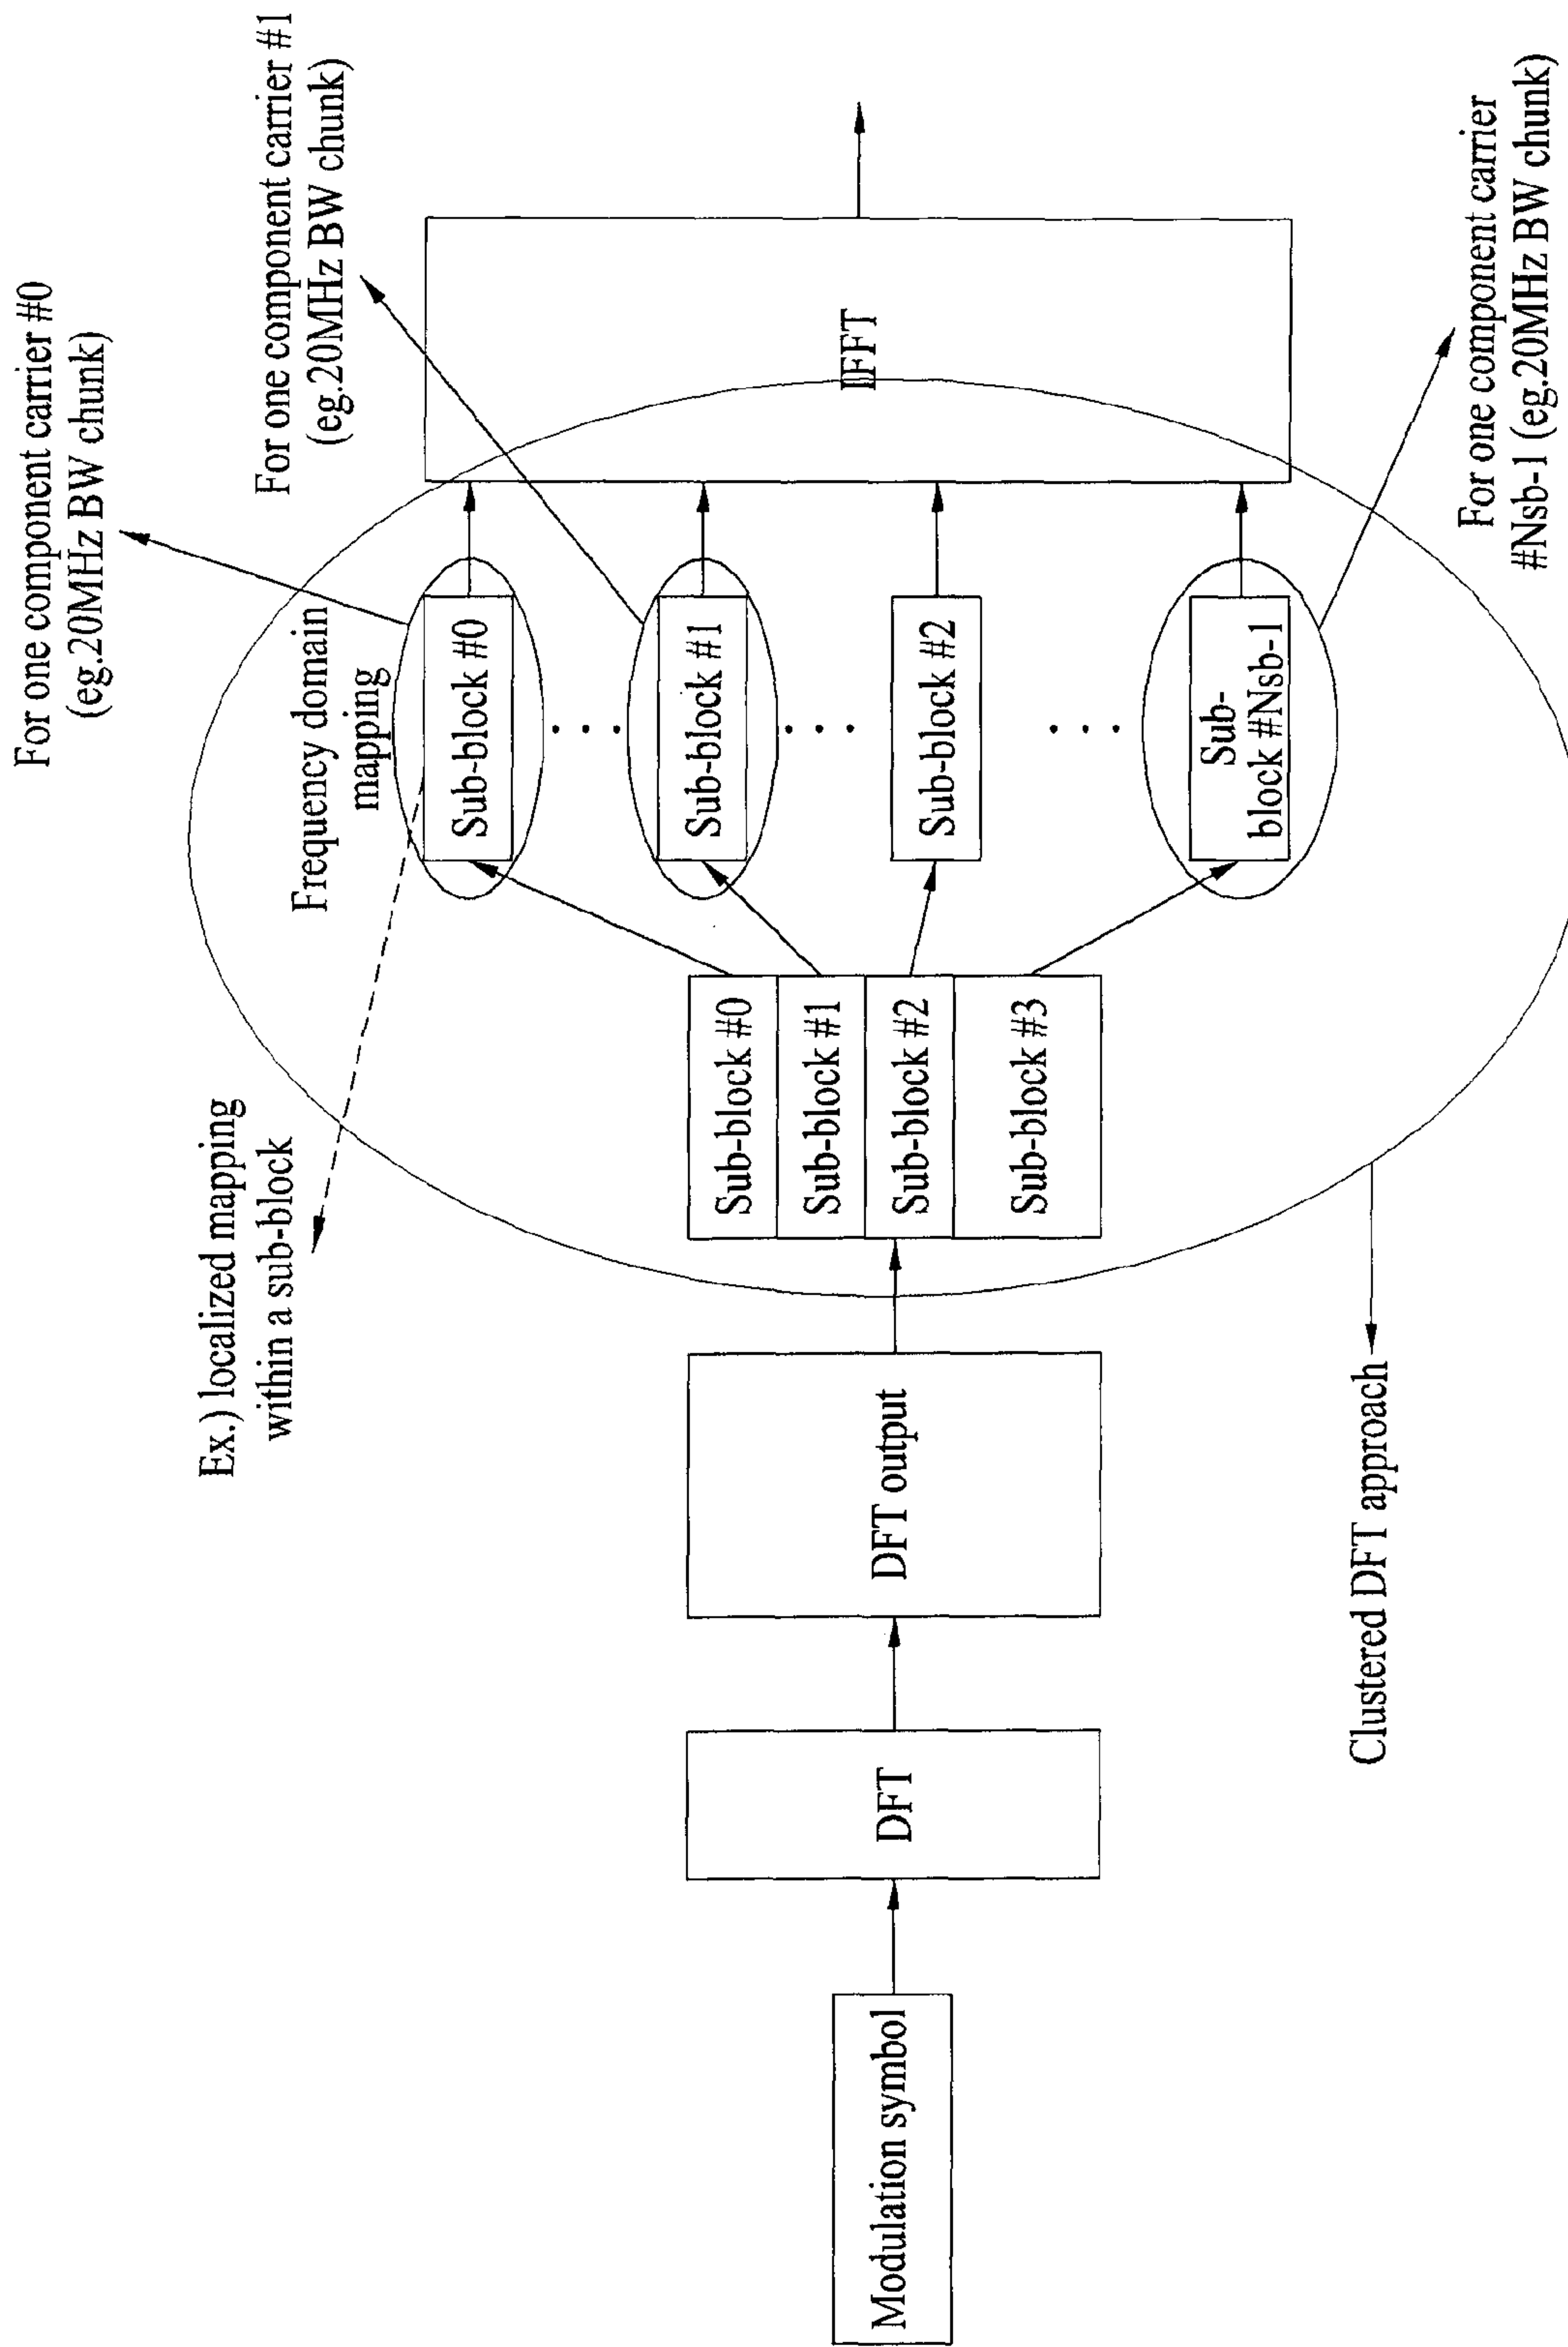 For one component carrier #0
(eg.20MHz BW chunk)
For one component carrier #1
(eg.20MHz BW chunk)
Ex.) localized mapping
within a sub-block
Frequency domain
mapping
Modulation symbol
DFT
DFT output
Sub-block #0
Sub-block #1
Sub-block #2
Sub-block #3
Sub-block #0
Sub-block #1
Sub-block #2
Sub-
block #Nsb-1
IFFT
Clustered DFT approach
For one component carrier
#Nsb-1 (eg.20MHz BW chunk)